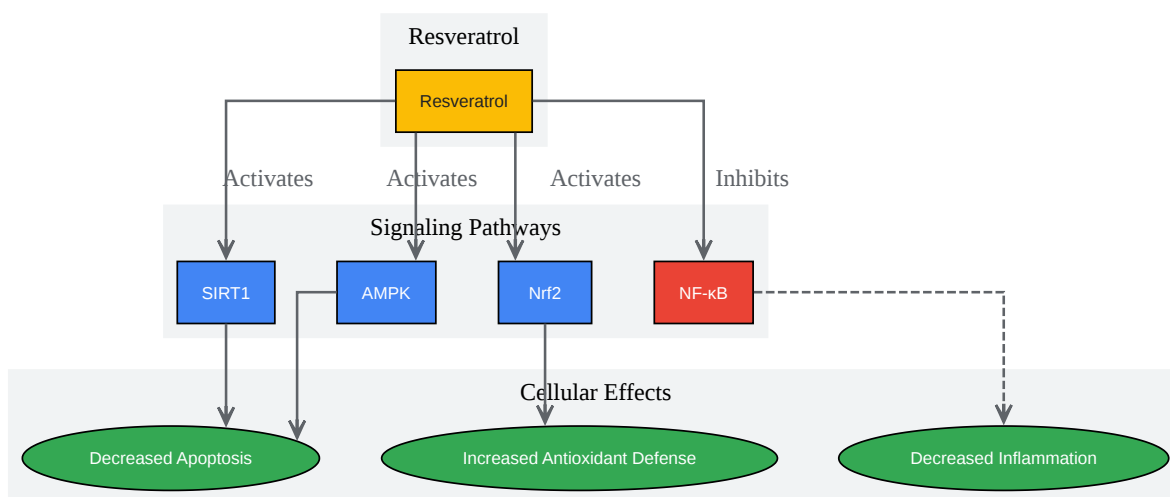 Resveratrol
Resveratrol
Activates
Activates
Activates
Inhibits
Signaling Pathways
SIRT1
AMPK
Nrf2
NF-κB
Cellular Effects
Decreased Apoptosis
Increased Antioxidant Defense
Decreased Inflammation